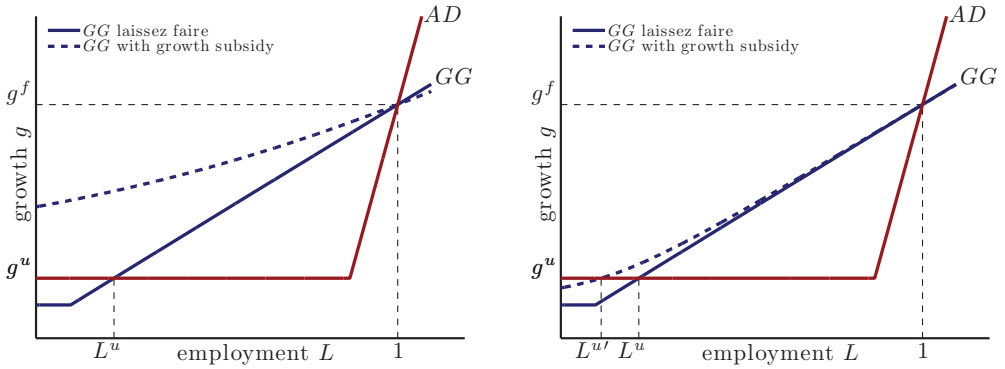 AD
GG laissez faire
GG with growth subsidy
GG
g^f
growth g
g^u
L^u
employment L
1
AD
GG laissez faire
GG with growth subsidy
GG
g^f
growth g
g^u
L^u' L^u
employment L
1